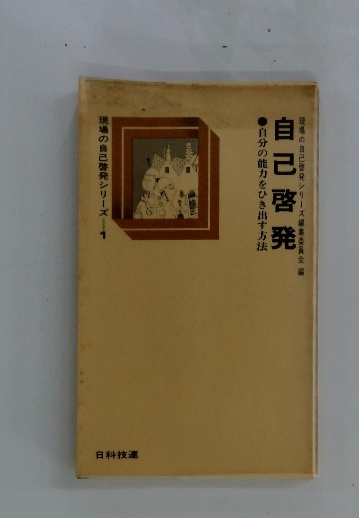 現場の自己啓発シリーズ編集委員会 編
自己啓発
●自分の能力をひき出す方法
現場の自己啓発シリーズ—1
日科技連